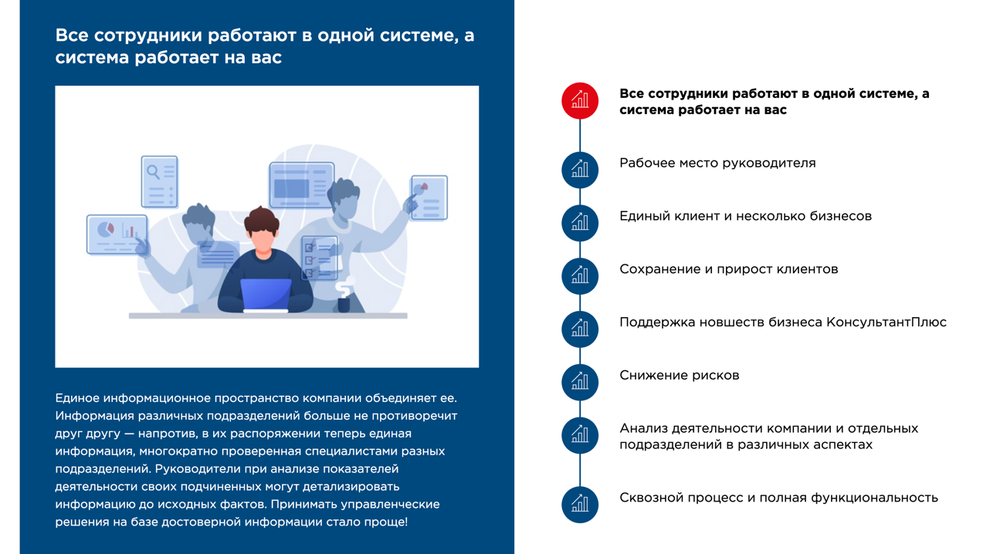 Все сотрудники работают в одной системе, а
система работает на вас
Единое информационное пространство компании объединяет ее.
Информация различных подразделений больше не противоречит
друг другу — напротив, в их распоряжении теперь единая
информация, многократно проверенная специалистами разных
подразделений. Руководители при анализе показателей
деятельности своих подчиненных могут детализировать
информацию до исходных фактов. Принимать управленческие
решения на базе достоверной информации стало проще!
Все сотрудники работают в одной системе, а
система работает на вас
Рабочее место руководителя
Единый клиент и несколько бизнесов
Сохранение и прирост клиентов
Поддержка новшеств бизнеса КонсультантПлюс
Снижение рисков
Анализ деятельности компании и отдельных
подразделений в различных аспектах
Сквозной процесс и полная функциональность